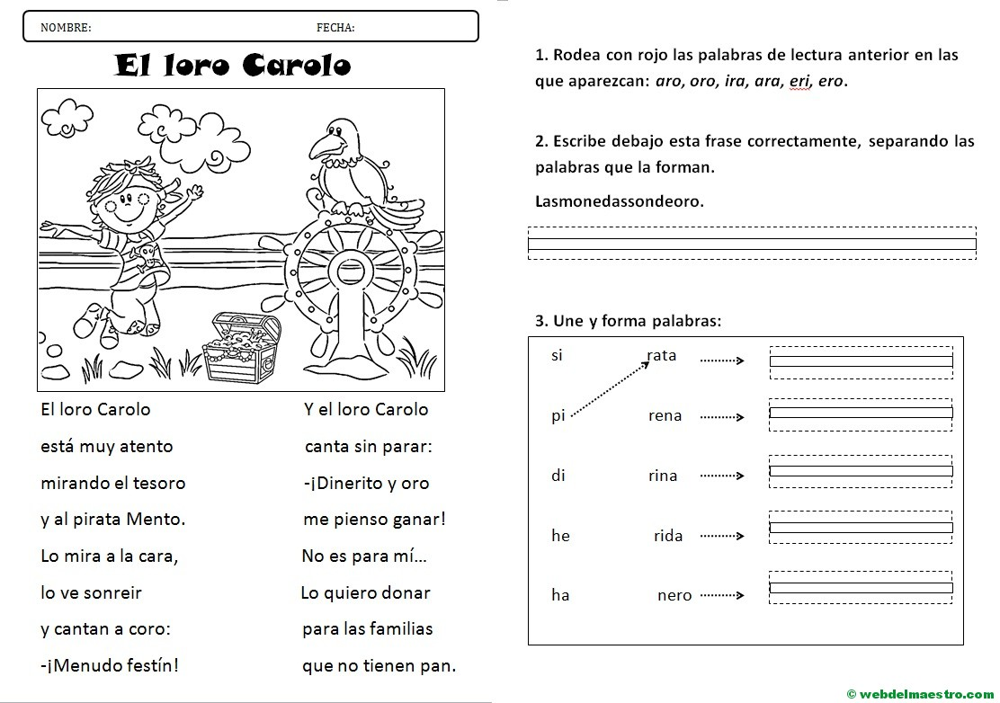 NOMBRE: FECHA:
El loro Carolo
El loro Carolo
está muy atento
mirando el tesoro
y al pirata Mento.
Lo mira a la cara,
lo ve sonreir
y cantan a coro:
-¡Menudo festín!
Y el loro Carolo
canta sin parar:
-¡Dinerito y oro
me pienso ganar!
No es para mí...
Lo quiero donar
para las familias
que no tienen pan.
1. Rodea con rojo las palabras de lectura anterior en las
que aparezcan: aro, oro, ira, ara, eri, ero.
2. Escribe debajo esta frase correctamente, separando las
palabras que la forman.
Lasmonedassondeoro.
3. Une y forma palabras:
si rata
pi rena
di rina
he rida
ha nero
© webdelmaestro.com